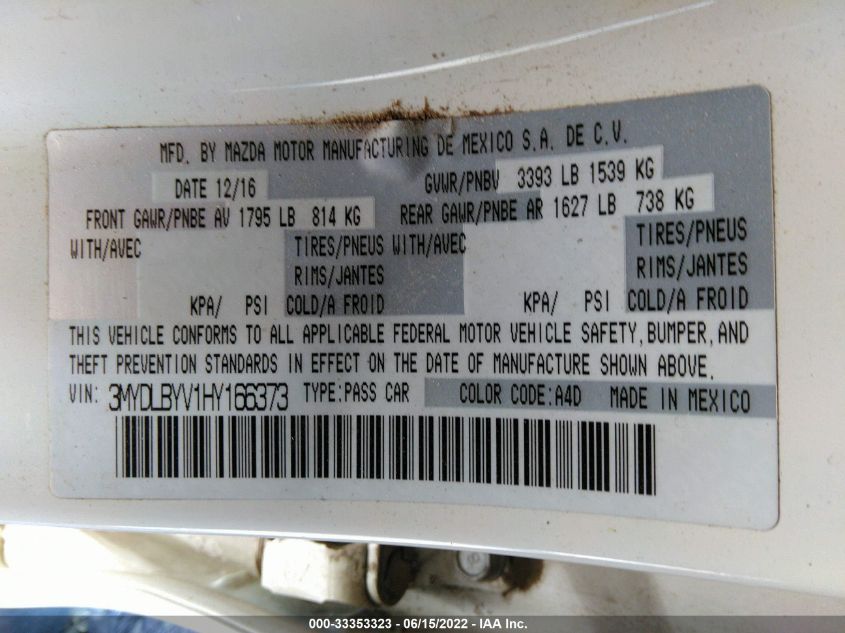 MFD. BY MAZDA MOTOR MANUFACTURING DE MEXICO S.A. DE C.V.
DATE 12/16 GVWR/PNBV 3393 LB 1539 KG
FRONT GAWR/PNBE AV 1795 LB 814 KG REAR GAWR/PNBE AR 1627 LB 738 KG
WITH/AVEC TIRES/PNEUS WITH/AVEC TIRES/PNEUS
RIMS/JANTES RIMS/JANTES
KPA/ PSI COLD/A FROID KPA/ PSI COLD/A FROID
THIS VEHICLE CONFORMS TO ALL APPLICABLE FEDERAL MOTOR VEHICLE SAFETY, BUMPER, AND
THEFT PREVENTION STANDARDS IN EFFECT ON THE DATE OF MANUFACTURE SHOWN ABOVE.
VIN: 3MYDLBYV1HY166373 TYPE:PASS CAR COLOR CODE:A4D MADE IN MEXICO
000-33353323 - 06/15/2022 - IAA Inc.